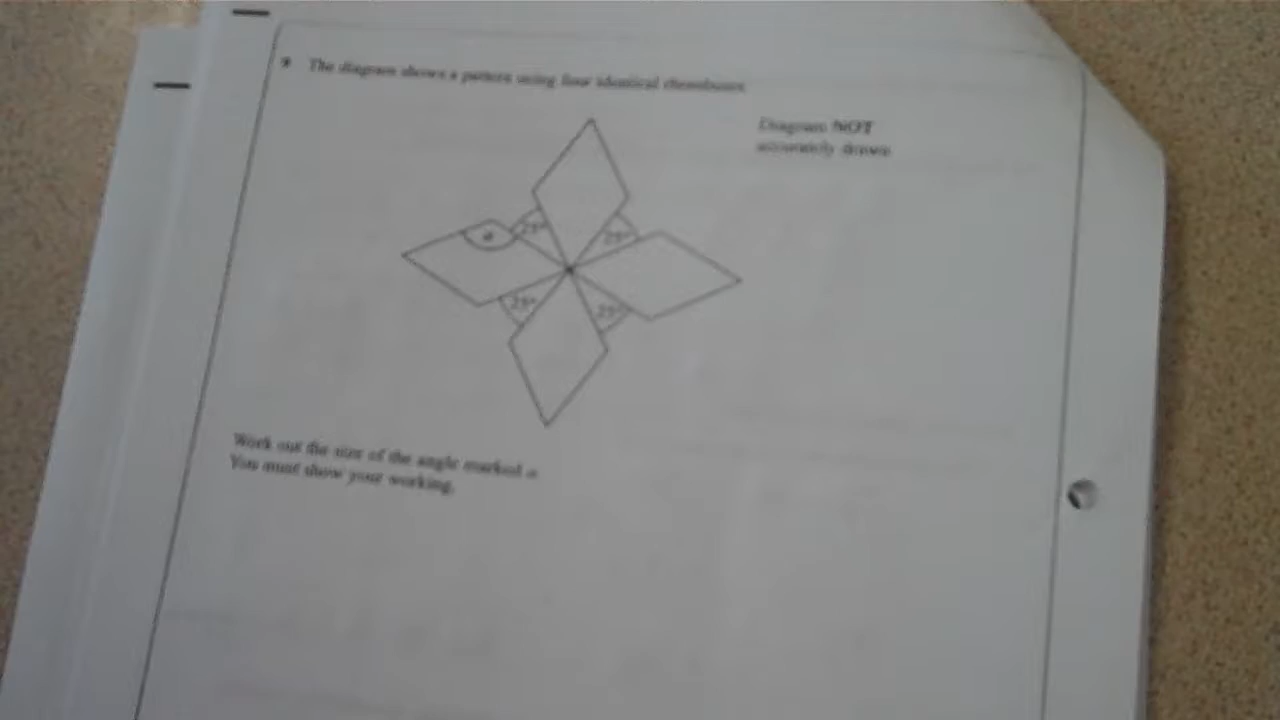 9 The diagram shows a pattern using four identical rhombuses
Diagram NOT
accurately drawn
25°
25°
a
25°
25°
Work out the size of the angle marked a
You must show your working.